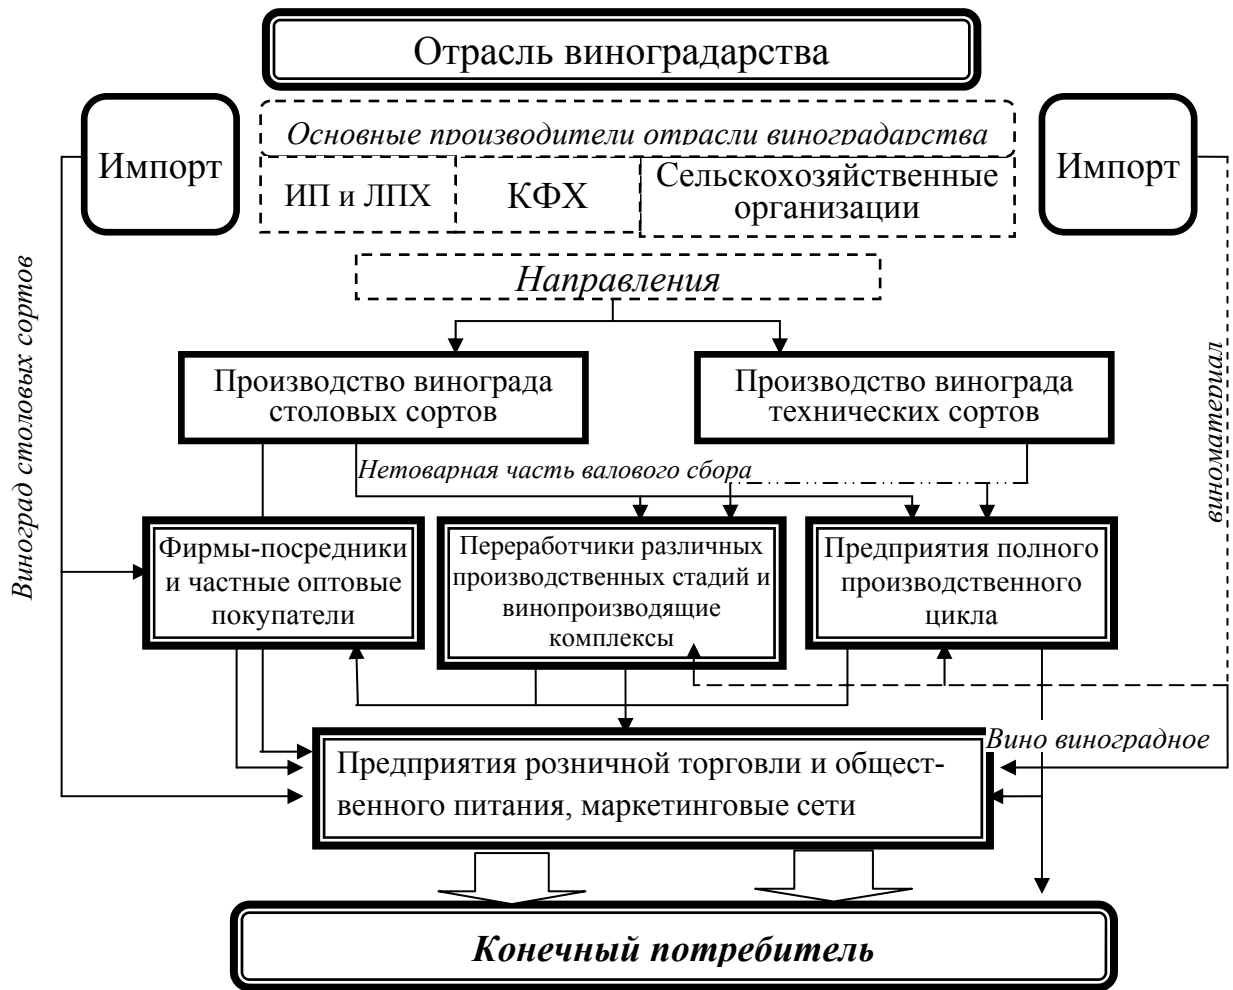 Отрасль виноградарства
Импорт
Основные производители отрасли виноградарства
Импорт
ИП и ЛПХ
КФХ
Сельскохозяйственные
организации
Направления
Виноград столовых сортов
виноматериал
Производство винограда
столовых сортов
Производство винограда
технических сортов
Нетоварная часть валового сбора
Фирмы-посредники
и частные оптовые
покупатели
Переработчики различных
производственных стадий и
винопроизводящие
комплексы
Предприятия полного
производственного
цикла
Вино виноградное
Предприятия розничной торговли и общест-
венного питания, маркетинговые сети
Конечный потребитель